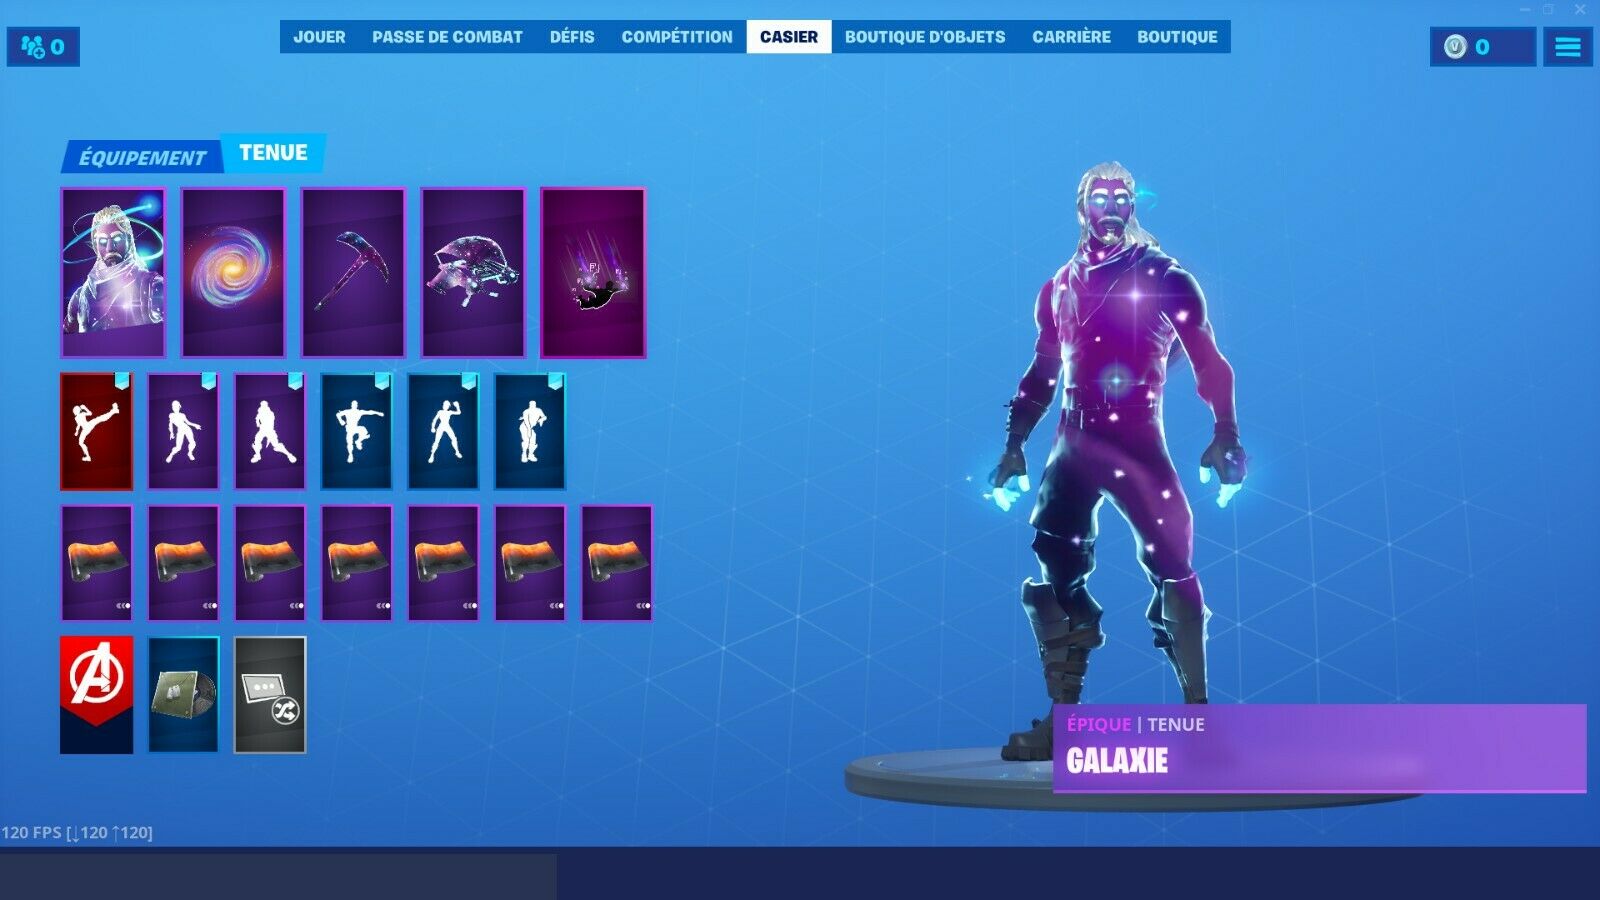 0
JOUER PASSE DE COMBAT DÉFIS COMPÉTITION CASIER BOUTIQUE D'OBJETS CARRIÈRE BOUTIQUE
0
ÉQUIPEMENT TENUE
ÉPIQUE | TENUE
GALAXIE
120 FPS [↓120 ↑120]